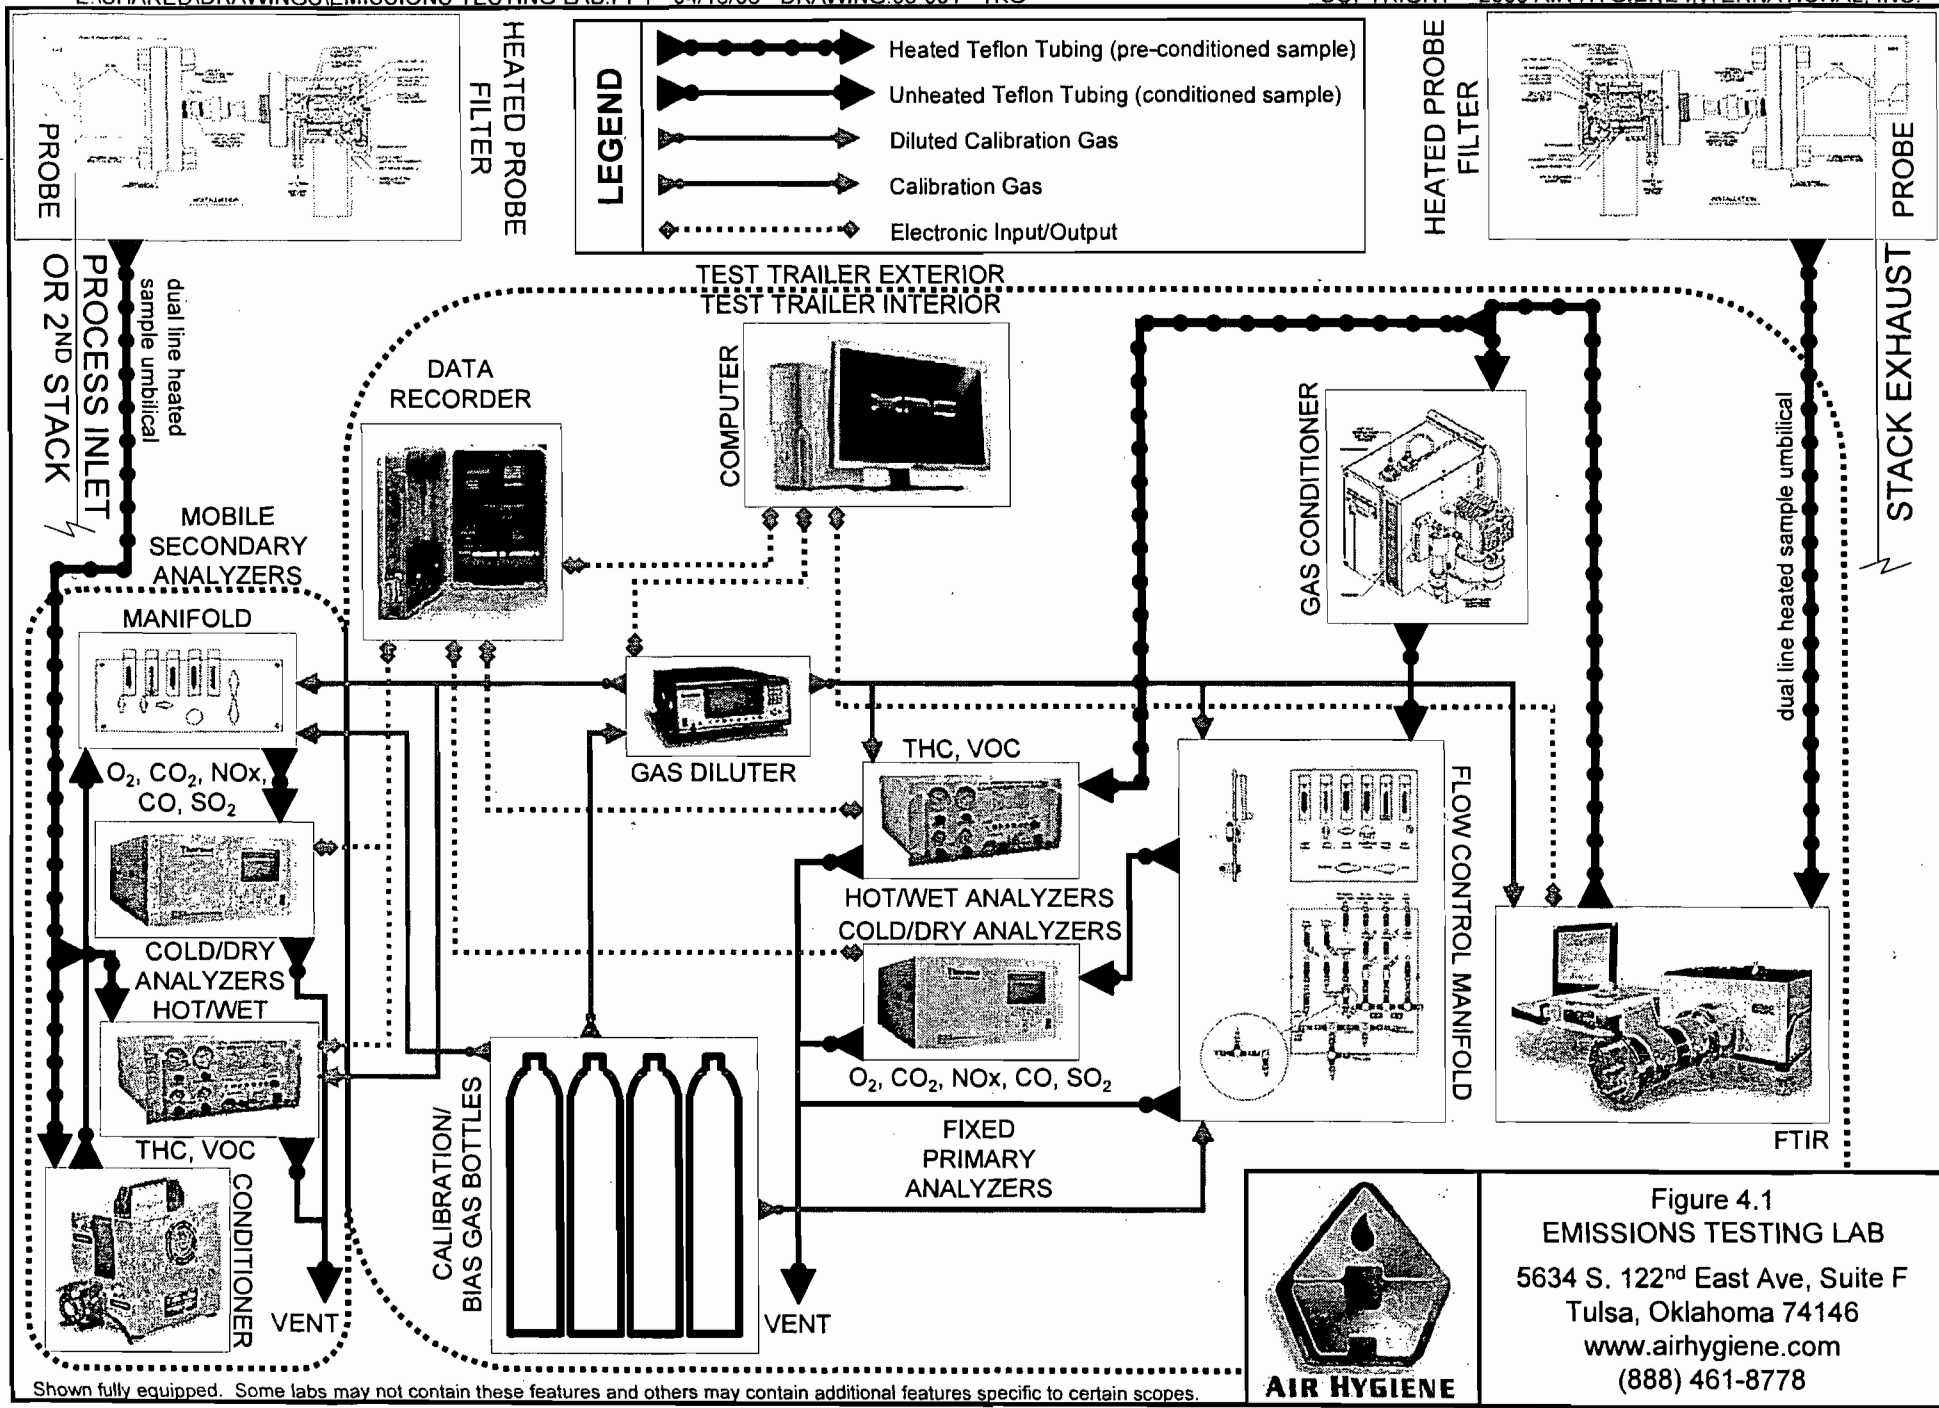 HEATED PROBE
FILTER
PROBE
LEGEND
Heated Teflon Tubing (pre-conditioned sample)
Unheated Teflon Tubing (conditioned sample)
Diluted Calibration Gas
Calibration Gas
Electronic Input/Output
HEATED PROBE
FILTER
PROBE
PROCESS INLET
OR 2ND STACK
dual line heated
sample umbilical
TEST TRAILER EXTERIOR
TEST TRAILER INTERIOR
STACK EXHAUST
dual line heated sample umbilical
DATA
RECORDER
COMPUTER
GAS CONDITIONER
MOBILE
SECONDARY
ANALYZERS
MANIFOLD
O2, CO2, NOx,
CO, SO2
COLD/DRY
ANALYZERS
HOT/WET
THC, VOC
CONDITIONER
VENT
GAS DILUTER
THC, VOC
HOT/WET ANALYZERS
COLD/DRY ANALYZERS
O2, CO2, NOx, CO, SO2
FLOW CONTROL MANIFOLD
FIXED
PRIMARY
ANALYZERS
CALIBRATION/
BIAS GAS BOTTLES
VENT
FTIR
AIR HYGIENE
Figure 4.1
EMISSIONS TESTING LAB
5634 S. 122nd East Ave, Suite F
Tulsa, Oklahoma 74146
www.airhygiene.com
(888) 461-8778
Shown fully equipped. Some labs may not contain these features and others may contain additional features specific to certain scopes.